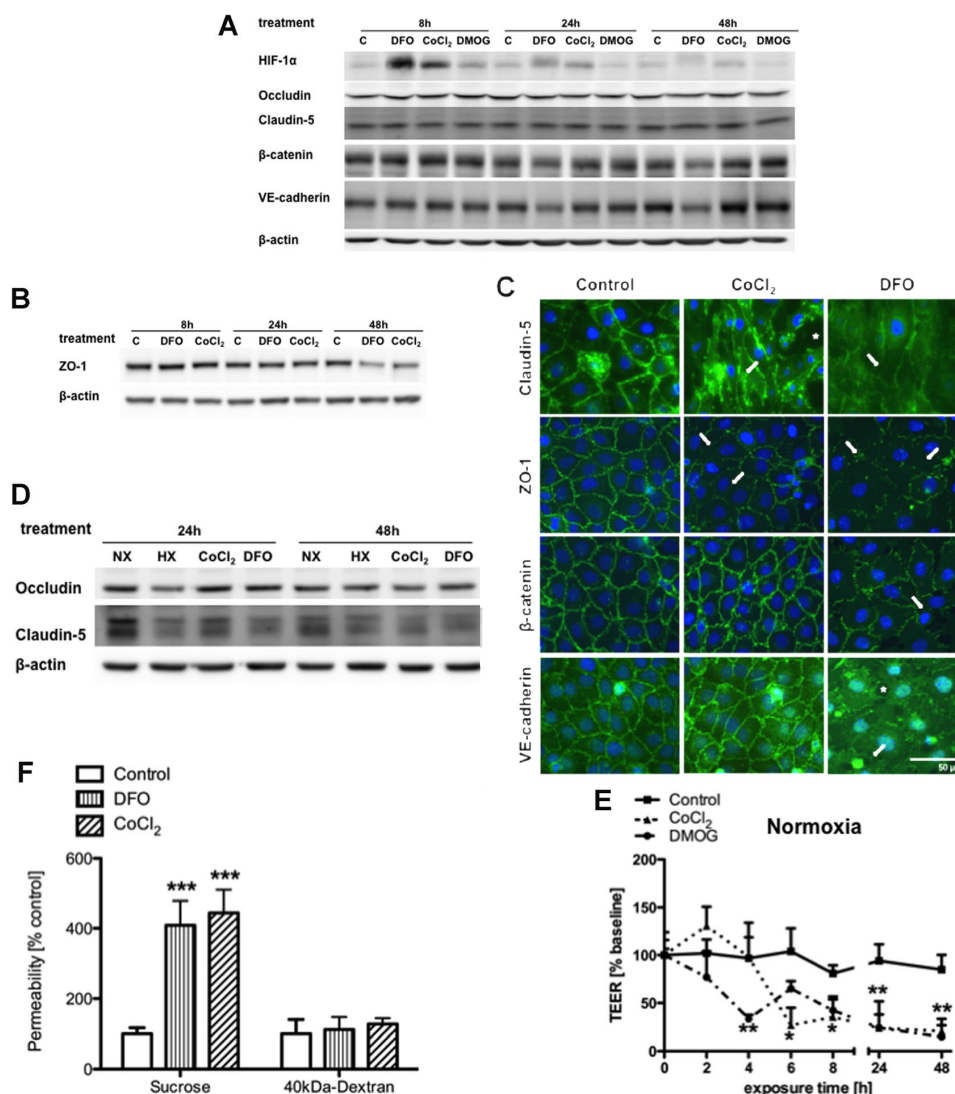 A
treatment
8h 24h 48h
C DFO CoCl₂ DMOG C DFO CoCl₂ DMOG C DFO CoCl₂ DMOG
HIF-1α
Occludin
Claudin-5
β-catenin
VE-cadherin
β-actin
B
treatment
8h 24h 48h
C DFO CoCl₂ C DFO CoCl₂ C DFO CoCl₂
ZO-1
β-actin
C
Control CoCl₂ DFO
Claudin-5
*
ZO-1
β-catenin
VE-cadherin
*
50 µ
D
treatment
24h 48h
NX HX CoCl₂ DFO NX HX CoCl₂ DFO
Occludin
Claudin-5
β-actin
F
Control
DFO
CoCl₂
Permeability [% control]
600
400
200
0
*** ***
Sucrose 40kDa-Dextran
E
Control
CoCl₂
DMOG
Normoxia
TEER [% baseline]
200
150
100
50
0
** * * ** **
0 2 4 6 8 24 48
exposure time [h]